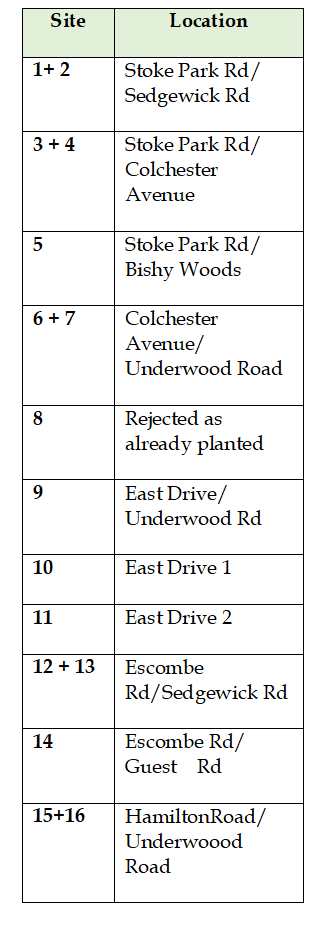 Site Location
1+ 2 Stoke Park Rd/
Sedgewick Rd
3 + 4 Stoke Park Rd/
Colchester
Avenue
5 Stoke Park Rd/
Bishy Woods
6 + 7 Colchester
Avenue/
Underwood Road
8 Rejected as
already planted
9 East Drive/
Underwood Rd
10 East Drive 1
11 East Drive 2
12 + 13 Escombe
Rd/Sedgewick Rd
14 Escombe Rd/
Guest Rd
15+16 HamiltonRoad/
Underwoood
Road